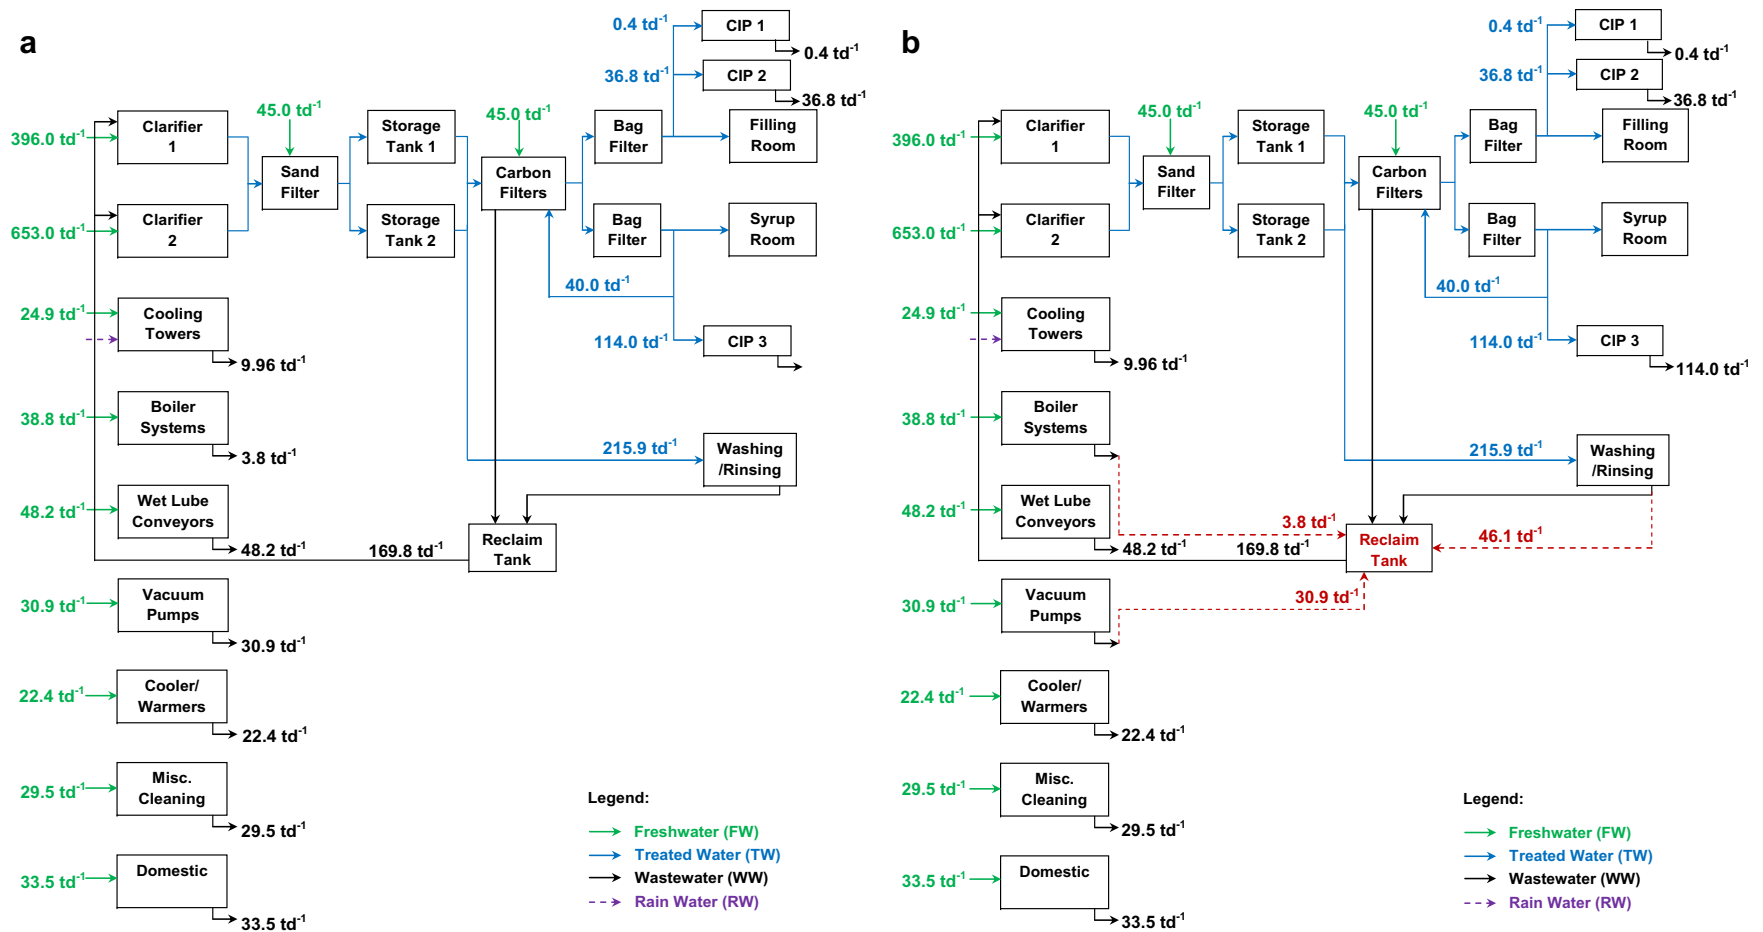 a
0.4 td-1
CIP 1
0.4 td-1
36.8 td-1
CIP 2
36.8 td-1
396.0 td-1
Clarifier
1
45.0 td-1
Sand
Filter
Storage
Tank 1
45.0 td-1
Carbon
Filters
Bag
Filter
Filling
Room
653.0 td-1
Clarifier
2
Storage
Tank 2
Bag
Filter
Syrup
Room
40.0 td-1
24.9 td-1
Cooling
Towers
9.96 td-1
114.0 td-1
CIP 3
38.8 td-1
Boiler
Systems
3.8 td-1
215.9 td-1
Washing
/Rinsing
48.2 td-1
Wet Lube
Conveyors
48.2 td-1
169.8 td-1
Reclaim
Tank
30.9 td-1
Vacuum
Pumps
30.9 td-1
22.4 td-1
Cooler/
Warmers
22.4 td-1
29.5 td-1
Misc.
Cleaning
29.5 td-1
33.5 td-1
Domestic
33.5 td-1
Legend:
Freshwater (FW)
Treated Water (TW)
Wastewater (WW)
Rain Water (RW)
b
0.4 td-1
CIP 1
0.4 td-1
36.8 td-1
CIP 2
36.8 td-1
396.0 td-1
Clarifier
1
45.0 td-1
Sand
Filter
Storage
Tank 1
45.0 td-1
Carbon
Filters
Bag
Filter
Filling
Room
653.0 td-1
Clarifier
2
Storage
Tank 2
Bag
Filter
Syrup
Room
40.0 td-1
24.9 td-1
Cooling
Towers
9.96 td-1
114.0 td-1
CIP 3
114.0 td-1
38.8 td-1
Boiler
Systems
215.9 td-1
Washing
/Rinsing
48.2 td-1
Wet Lube
Conveyors
48.2 td-1
3.8 td-1
169.8 td-1
Reclaim
Tank
46.1 td-1
30.9 td-1
Vacuum
Pumps
30.9 td-1
22.4 td-1
Cooler/
Warmers
22.4 td-1
29.5 td-1
Misc.
Cleaning
29.5 td-1
33.5 td-1
Domestic
33.5 td-1
Legend:
Freshwater (FW)
Treated Water (TW)
Wastewater (WW)
Rain Water (RW)